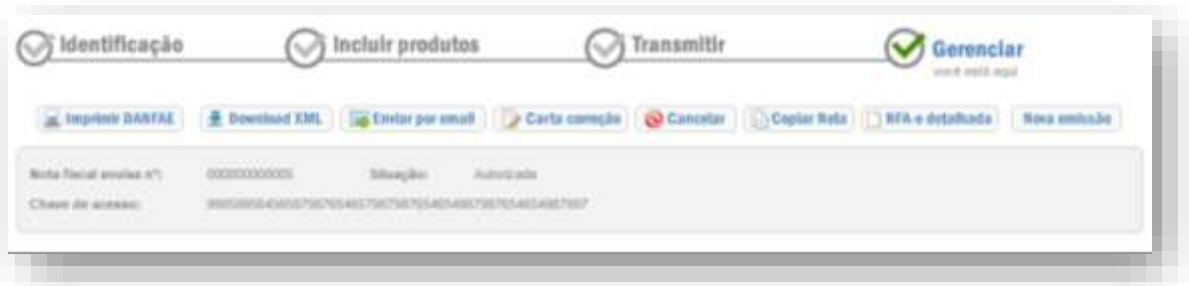 Identificação Incluir produtos Transmitir Gerenciar
você está aqui
Imprimir DANFAE Download XML Enviar por email Carta correção Cancelar Copiar Nota NFA-e detalhada Nova emissão
Nota fiscal avulsa nº: 000000000005 Situação: Autorizada
Chave de acesso: